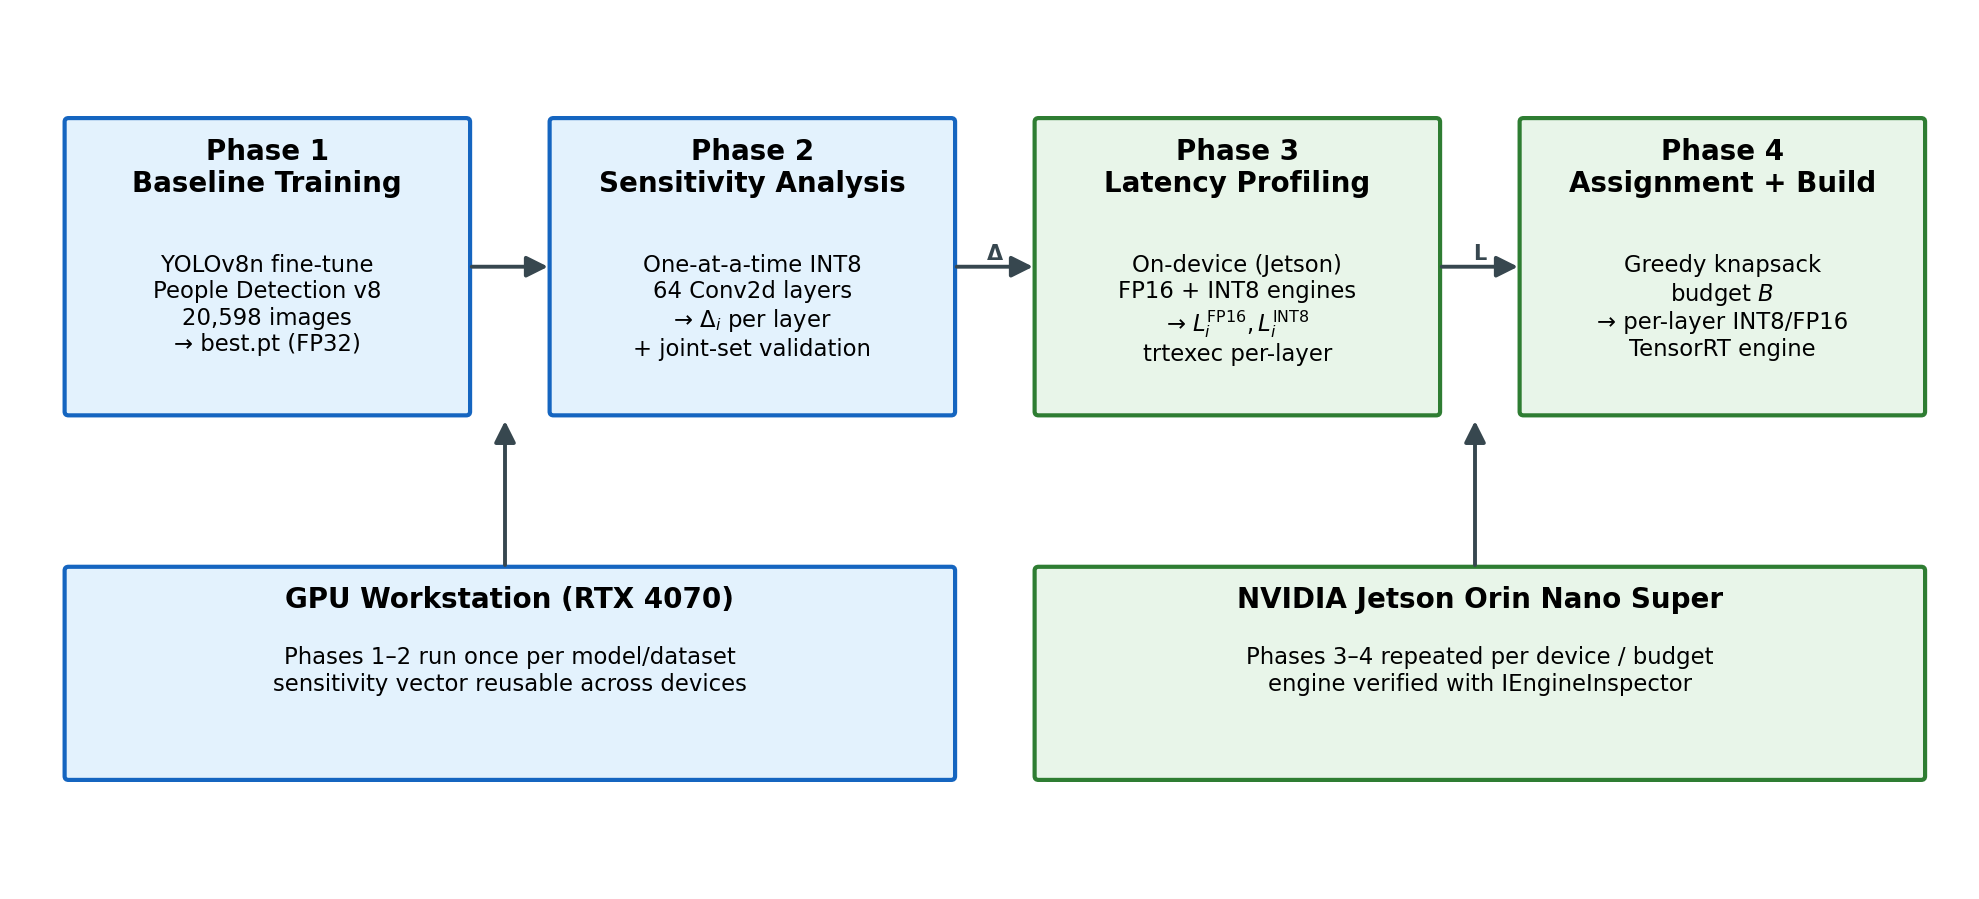 Phase 1
Baseline Training
YOLOv8n fine-tune
People Detection v8
20,598 images
→ best.pt (FP32)
Phase 2
Sensitivity Analysis
One-at-a-time INT8
64 Conv2d layers
→ Δᵢ per layer
+ joint-set validation
Δ
Phase 3
Latency Profiling
On-device (Jetson)
FP16 + INT8 engines
→ Lᵢ^FP16, Lᵢ^INT8
trtexec per-layer
L
Phase 4
Assignment + Build
Greedy knapsack
budget B
→ per-layer INT8/FP16
TensorRT engine
GPU Workstation (RTX 4070)
Phases 1–2 run once per model/dataset
sensitivity vector reusable across devices
NVIDIA Jetson Orin Nano Super
Phases 3–4 repeated per device / budget
engine verified with IEngineInspector